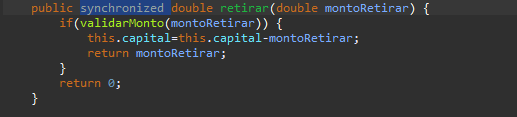 public synchronized double retirar(double montoRetirar) {
if(validarMonto(montoRetirar)) {
this.capital=this.capital-montoRetirar;
return montoRetirar;
}
return 0;
}